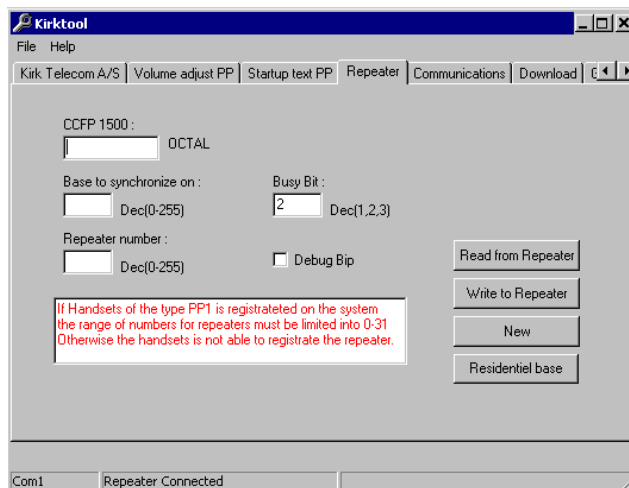 Kirktool
File Help
Kirk Telecom A/S Volume adjust PP Startup text PP Repeater Communications Download
CCFP 1500 :
OCTAL
Base to synchronize on : Busy Bit :
Dec(0-255) 2 Dec(1,2,3)
Repeater number :
Dec(0-255) Debug Bip
Read from Repeater
Write to Repeater
New
Residentiel base
If Handsets of the type PP1 is registrateted on the system
the range of numbers for repeaters must be limited into 0-31
Otherwise the handsets is not able to registrate the repeater.
Com1 Repeater Connected